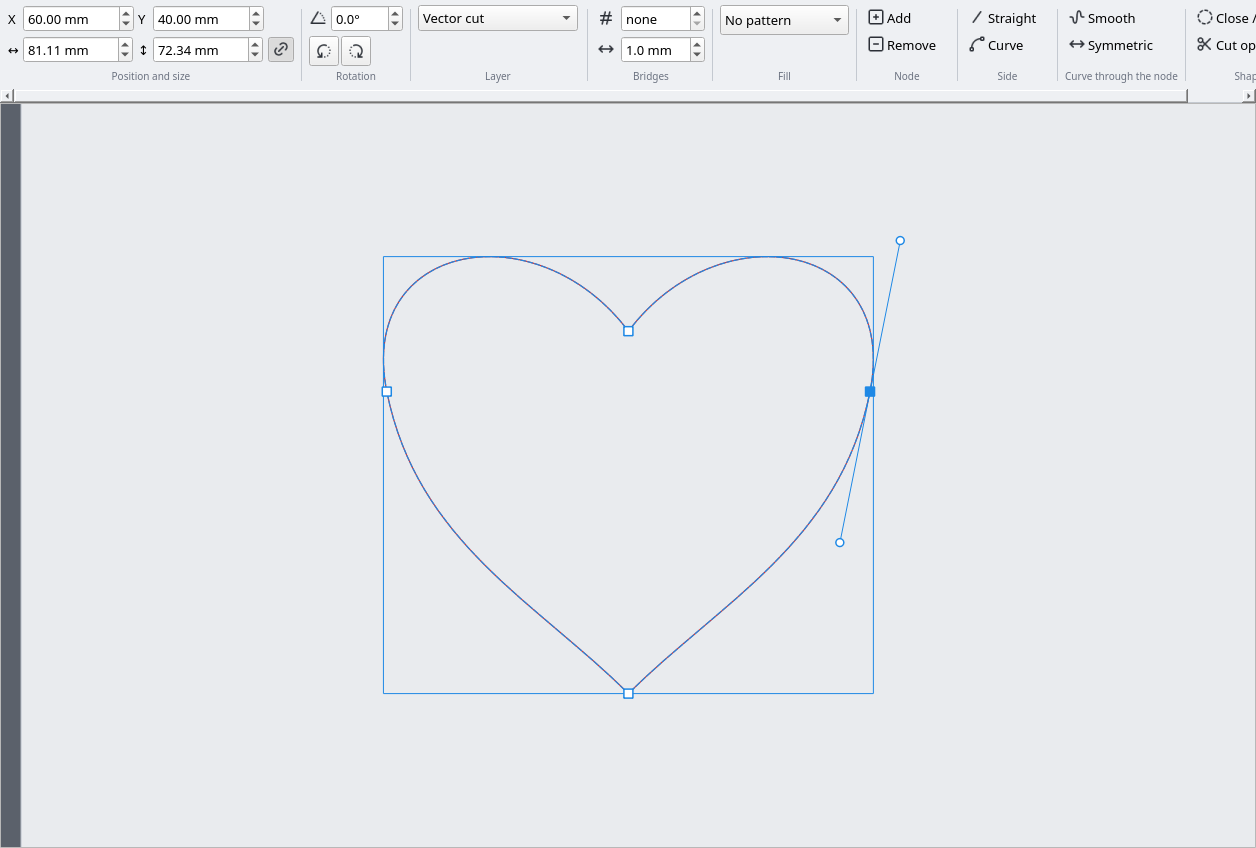 X 60.00 mm Y 40.00 mm 0.0° Vector cut # none No pattern Add Straight Smooth Close /
81.11 mm 72.34 mm 1.0 mm Remove Curve Symmetric Cut op
Position and size Rotation Layer Bridges Fill Node Side Curve through the node Shap